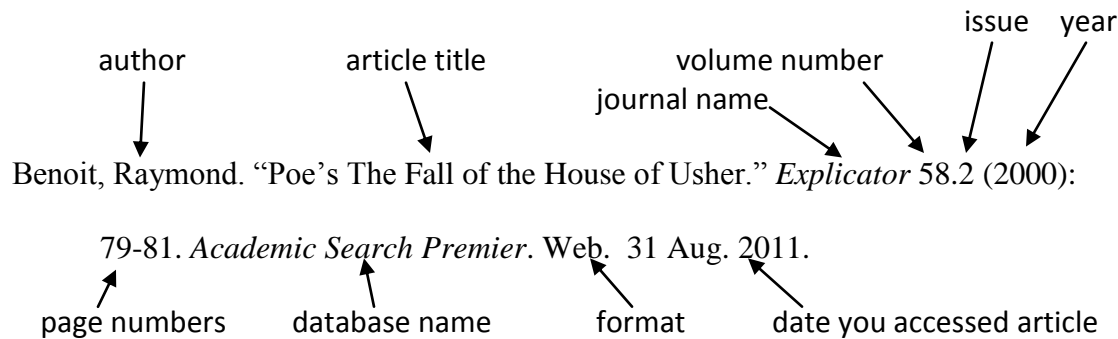 issue year
author article title volume number
journal name
Benoit, Raymond. “Poe’s The Fall of the House of Usher.” Explicator 58.2 (2000):
79-81. Academic Search Premier. Web. 31 Aug. 2011.
page numbers database name format date you accessed article